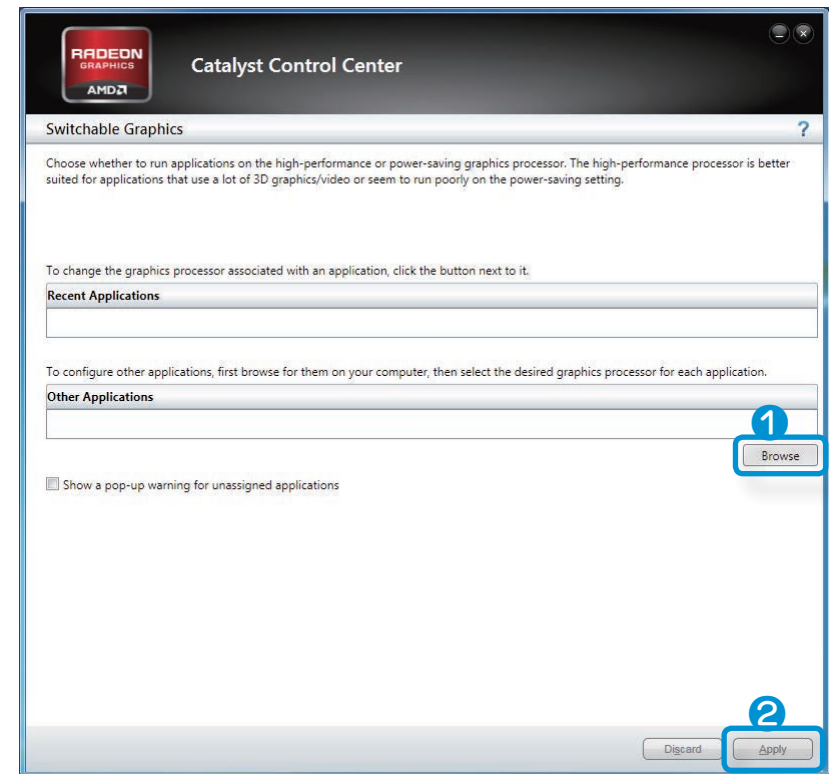 RADEON
GRAPHICS
AMD
Catalyst Control Center
Switchable Graphics
?
Choose whether to run applications on the high-performance or power-saving graphics processor. The high-performance processor is better
suited for applications that use a lot of 3D graphics/video or seem to run poorly on the power-saving setting.
To change the graphics processor associated with an application, click the button next to it.
Recent Applications
To configure other applications, first browse for them on your computer, then select the desired graphics processor for each application.
Other Applications
1
Browse
Show a pop-up warning for unassigned applications
2
Discard
Apply